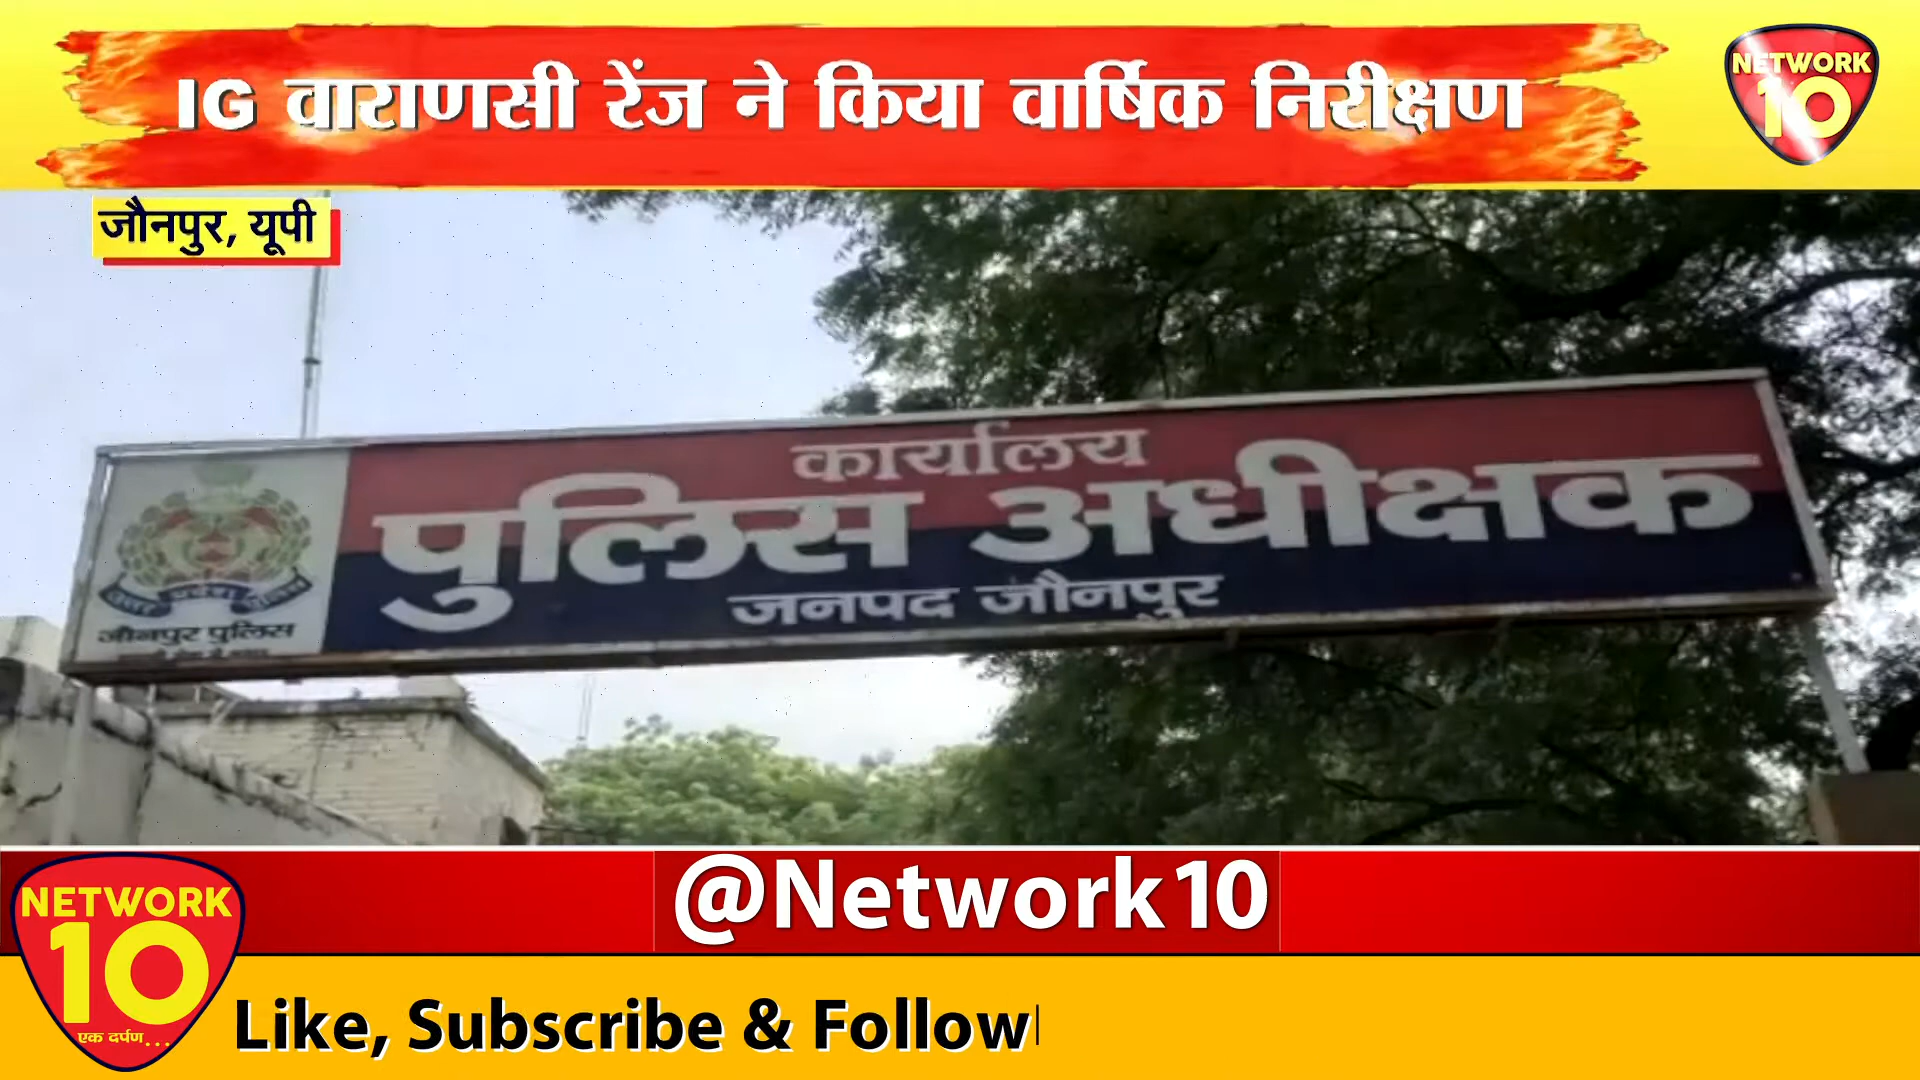 IG वाराणसी रेंज ने किया वार्षिक निरीक्षण
NETWORK
10
जौनपुर, यूपी
कार्यालय
पुलिस अधीक्षक
जनपद जौनपुर
जौनपुर पुलिस
@Network10
NETWORK
10
एक दर्पण...
Like, Subscribe & Follow